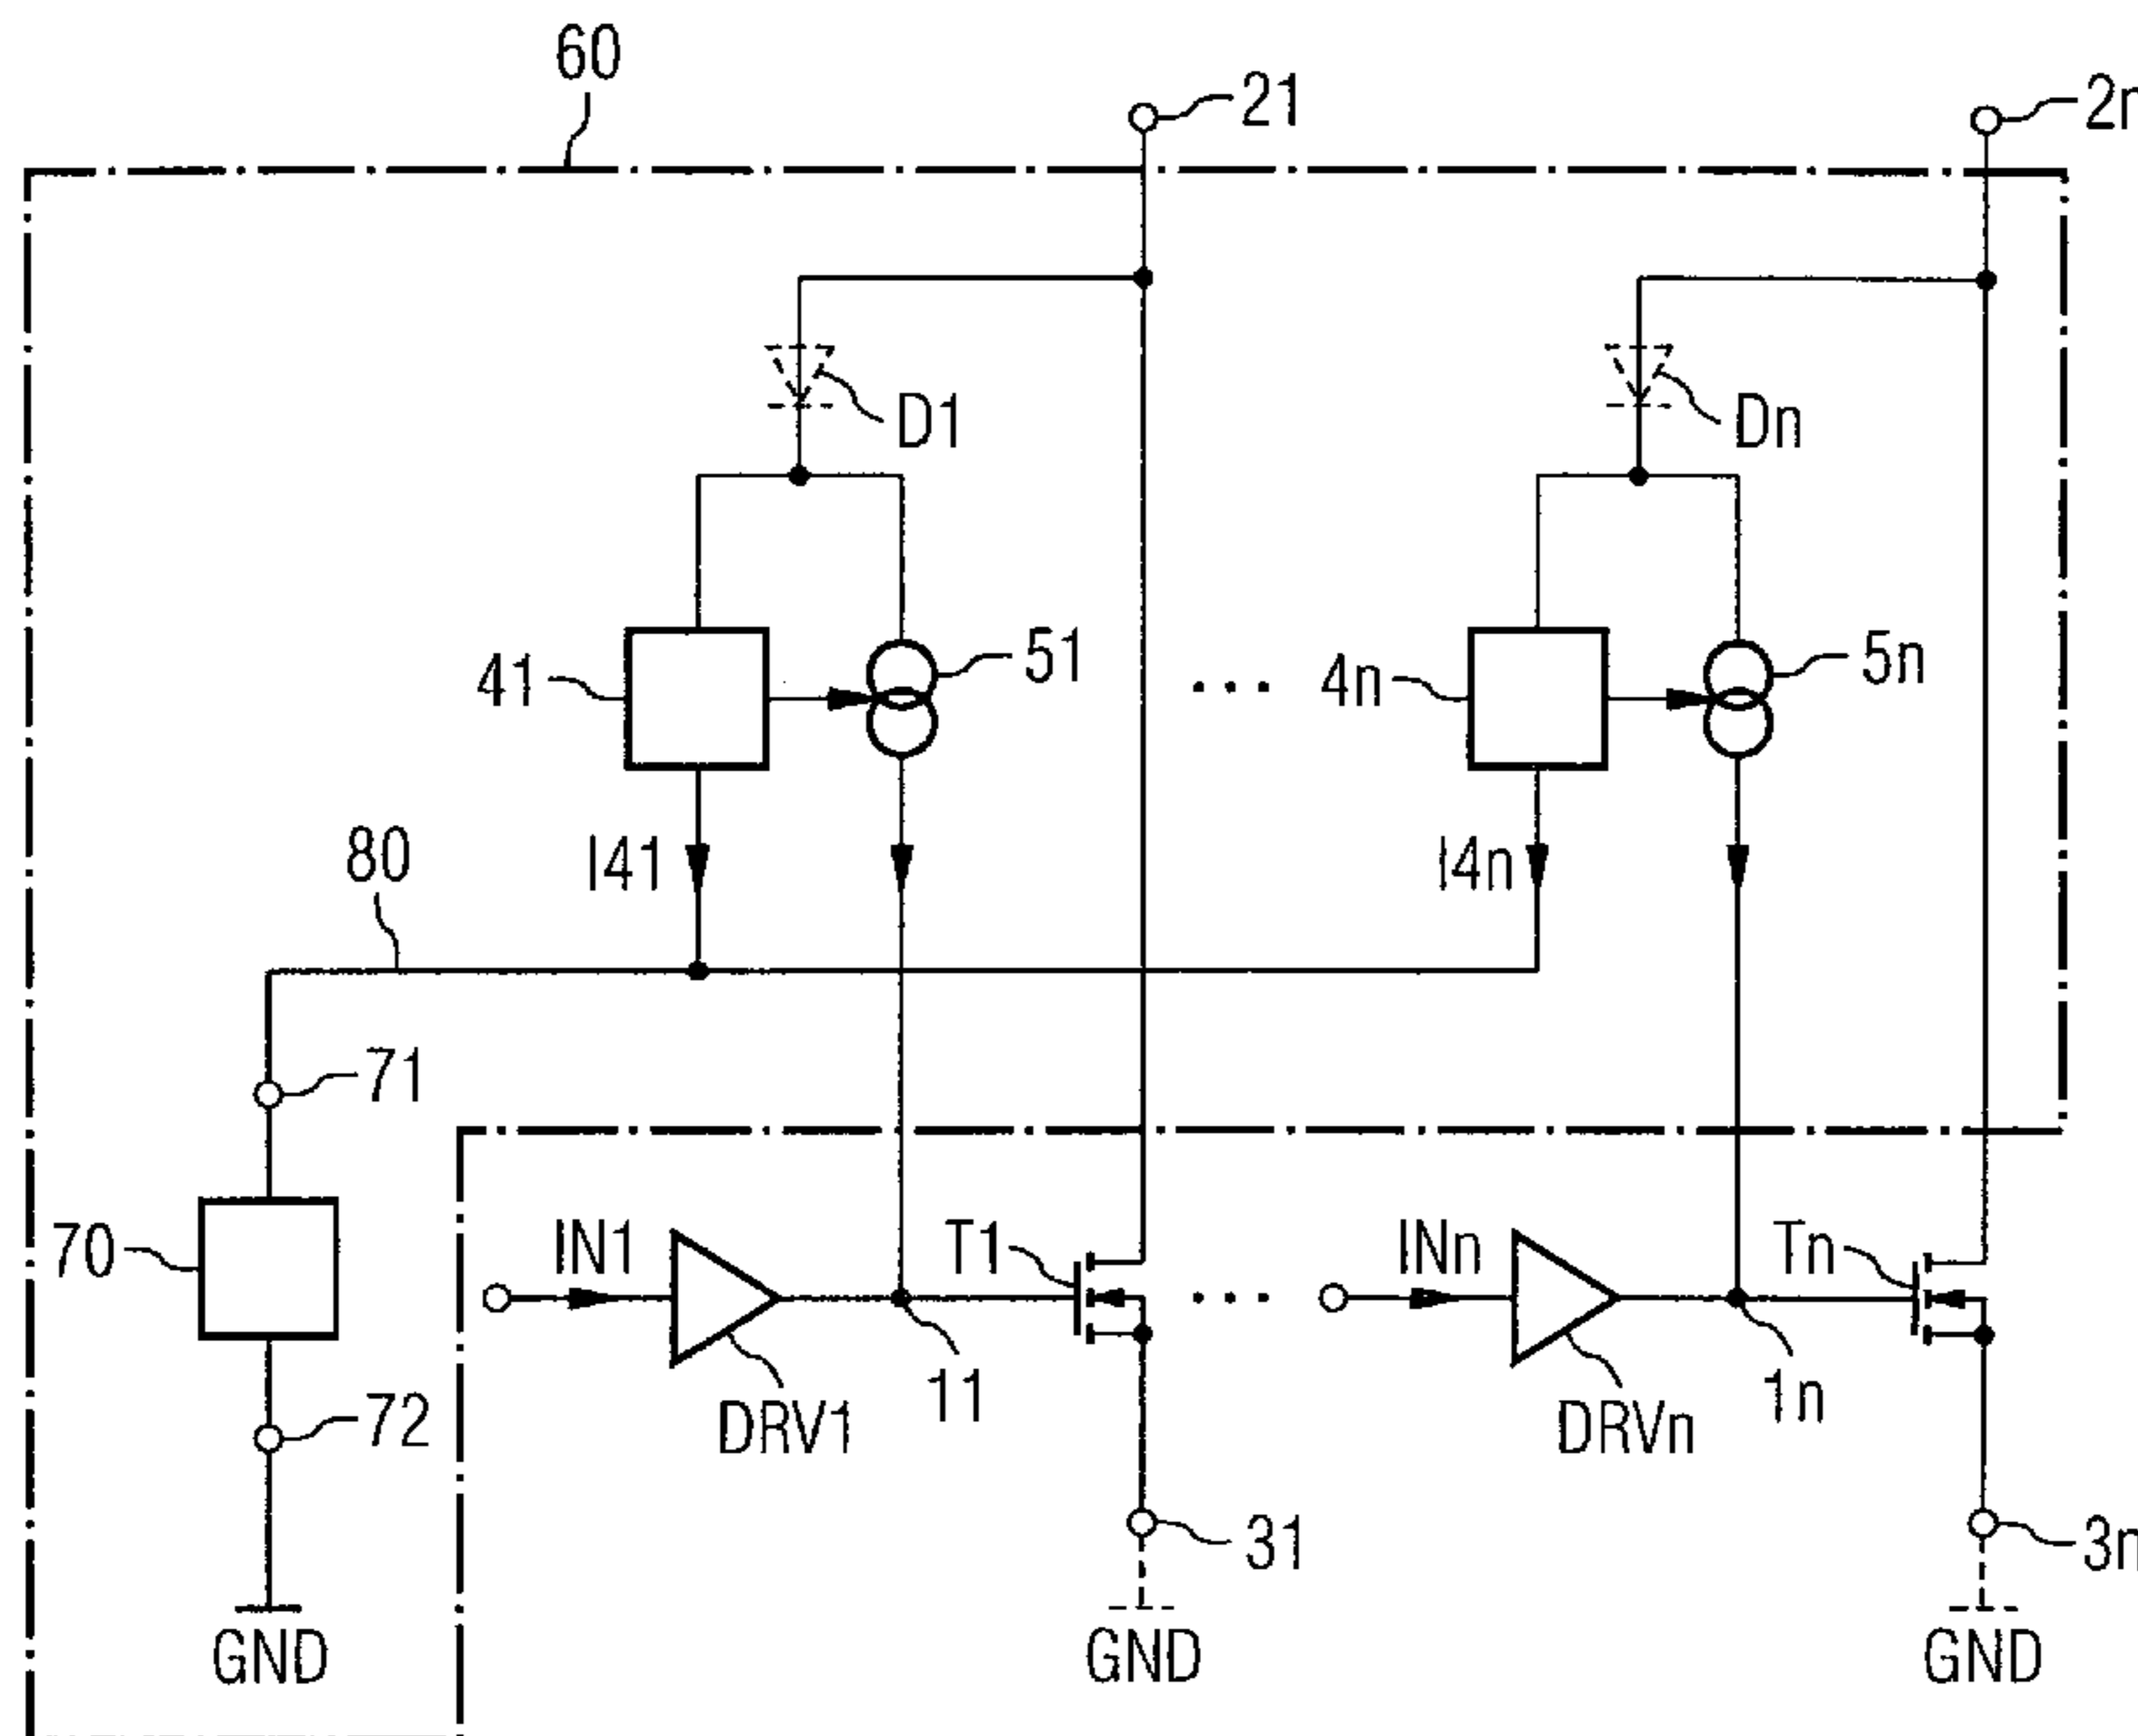 60
21
2n
D1
Dn
41
51
4n
5n
80
I41
I4n
71
70
IN1
T1
INn
Tn
72
DRV1
11
DRVn
1n
31
3n
GND
GND
GND